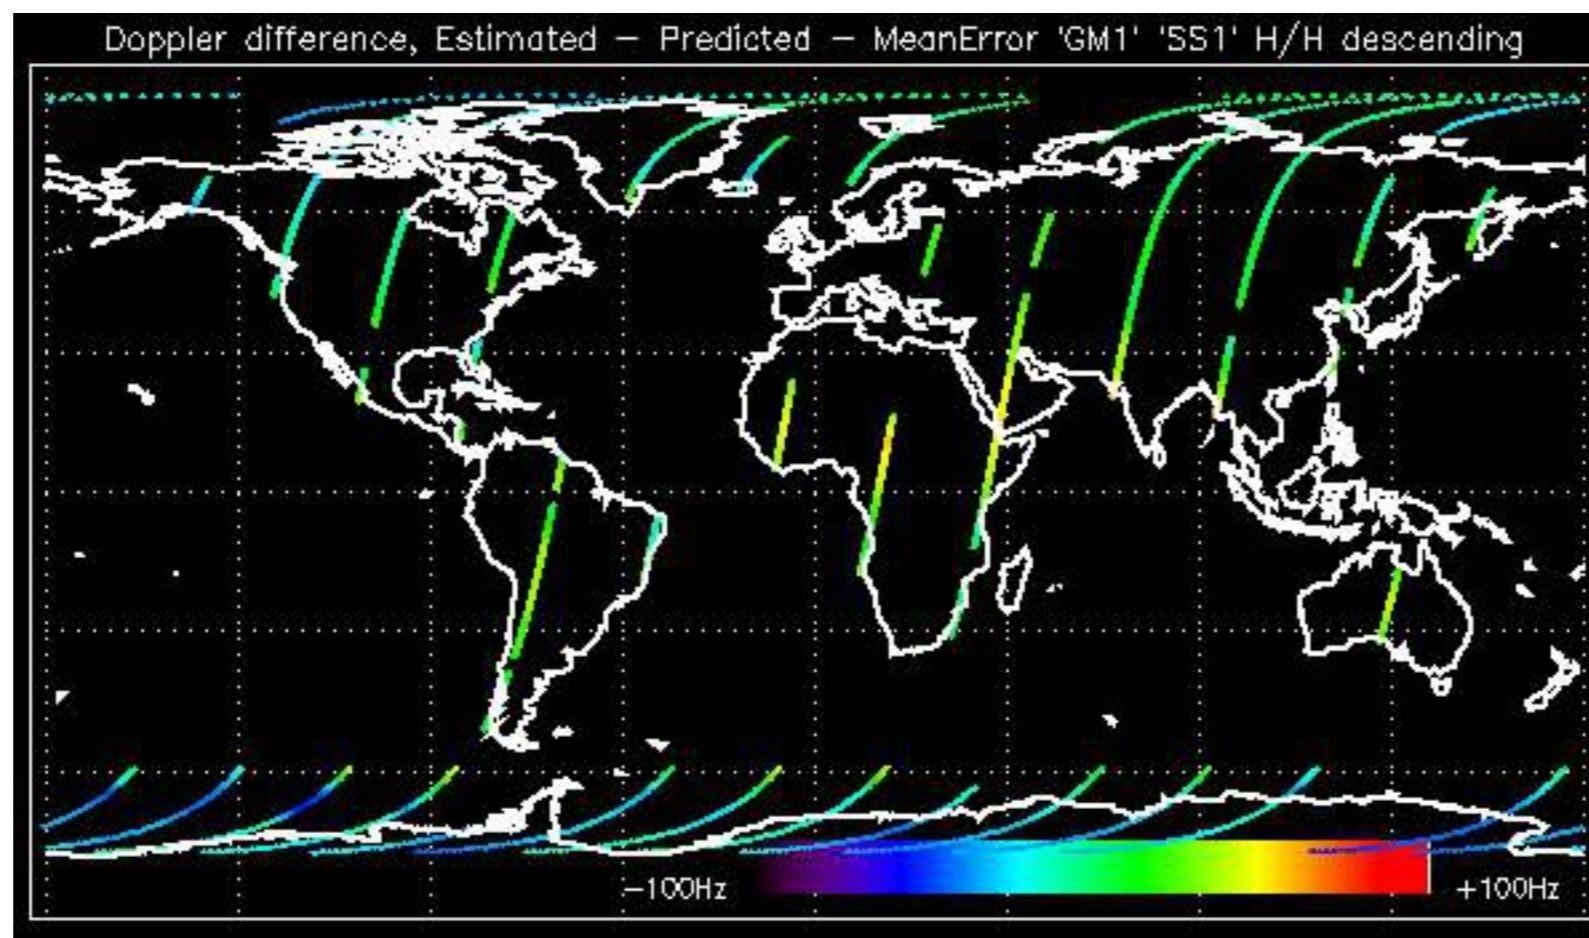 Doppler difference, Estimated – Predicted – MeanError 'GM1' 'SS1' H/H descending
–100Hz +100Hz